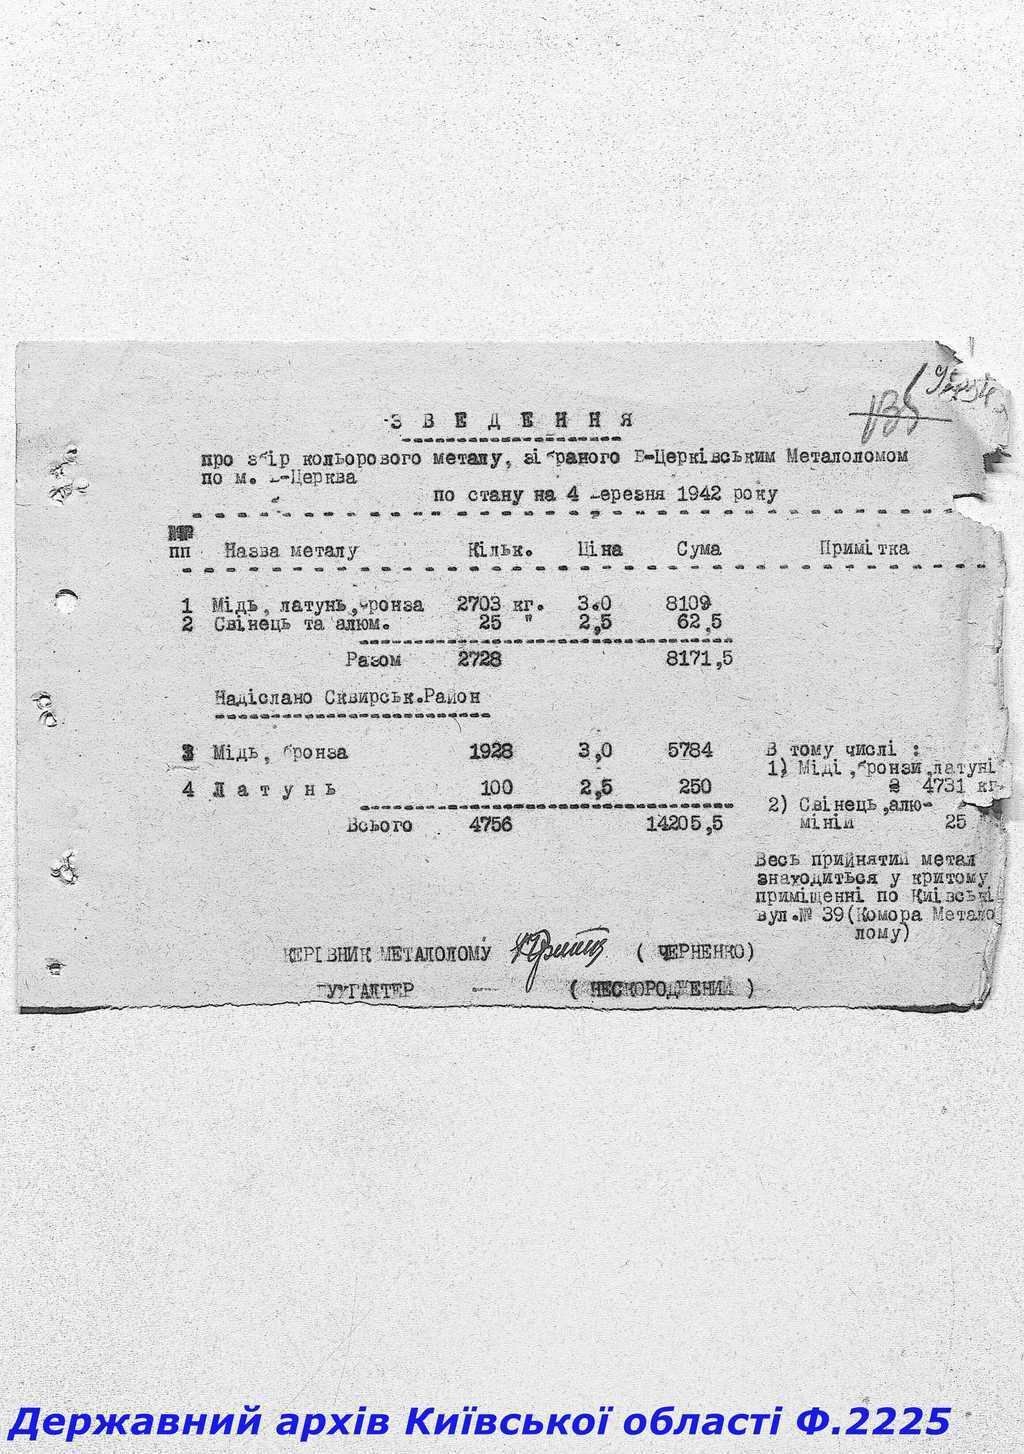 З В Е Д Е Н Н Я
про збір кольорового металу, зібраного Б-Церківським Металоломом
по м. Б-Церква
по стану на 4 березня 1942 року
пп Назва металу Кільк. Ціна Сума Примітка
1 Мідь, латунь, бронза 2703 кг. 3.0 8109
2 Свінець та алюм. 25 " 2,5 62,5
Разом 2728 8171,5
Надіслано Сквирськ.Район
3 Мідь, бронза 1928 3,0 5784 В тому числі :
1) Міді, бронзи, латуні
4 Л а т у н ь 100 2,5 250 4731 кг
2) Свінець, алю-
Всього 4756 14205,5 мінім 25 "
Весь прийнятий метал
знаходиться у критому
приміщенні по Київські
вул.№ 39(Комора Метало
лому)
КЕРІВНИК МЕТАЛОЛОМУ ( ЧЕРНЕНКО)
БУХГАЛТЕР ( НЕСКОРОДЖЕНИЙ )
Державний архів Київської області Ф.2225